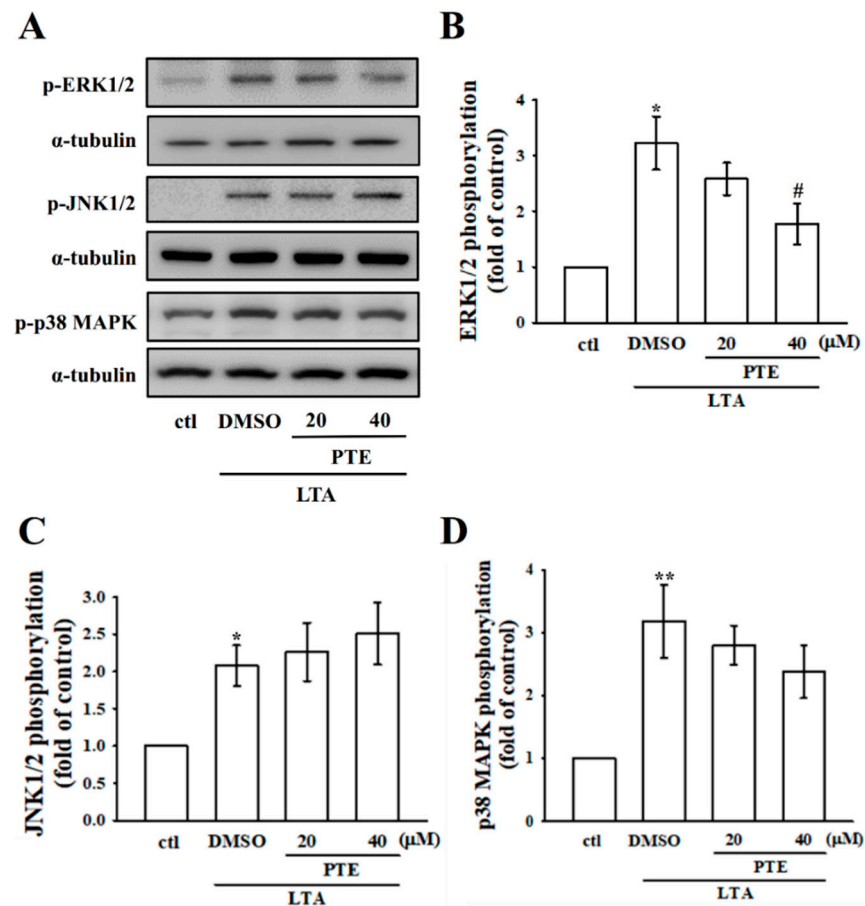 A
p-ERK1/2
α-tubulin
p-JNK1/2
α-tubulin
p-p38 MAPK
α-tubulin
ctl DMSO 20 40
PTE
LTA
B
ERK1/2 phosphorylation
(fold of control)
4
3
2
1
0
*
#
ctl DMSO 20 40 (μM)
PTE
LTA
C
JNK1/2 phosphorylation
(fold of control)
3.0
2.5
2.0
1.5
1.0
0.5
0.0
*
ctl DMSO 20 40 (μM)
PTE
LTA
D
p38 MAPK phosphorylation
(fold of control)
4
3
2
1
0
**
ctl DMSO 20 40 (μM)
PTE
LTA